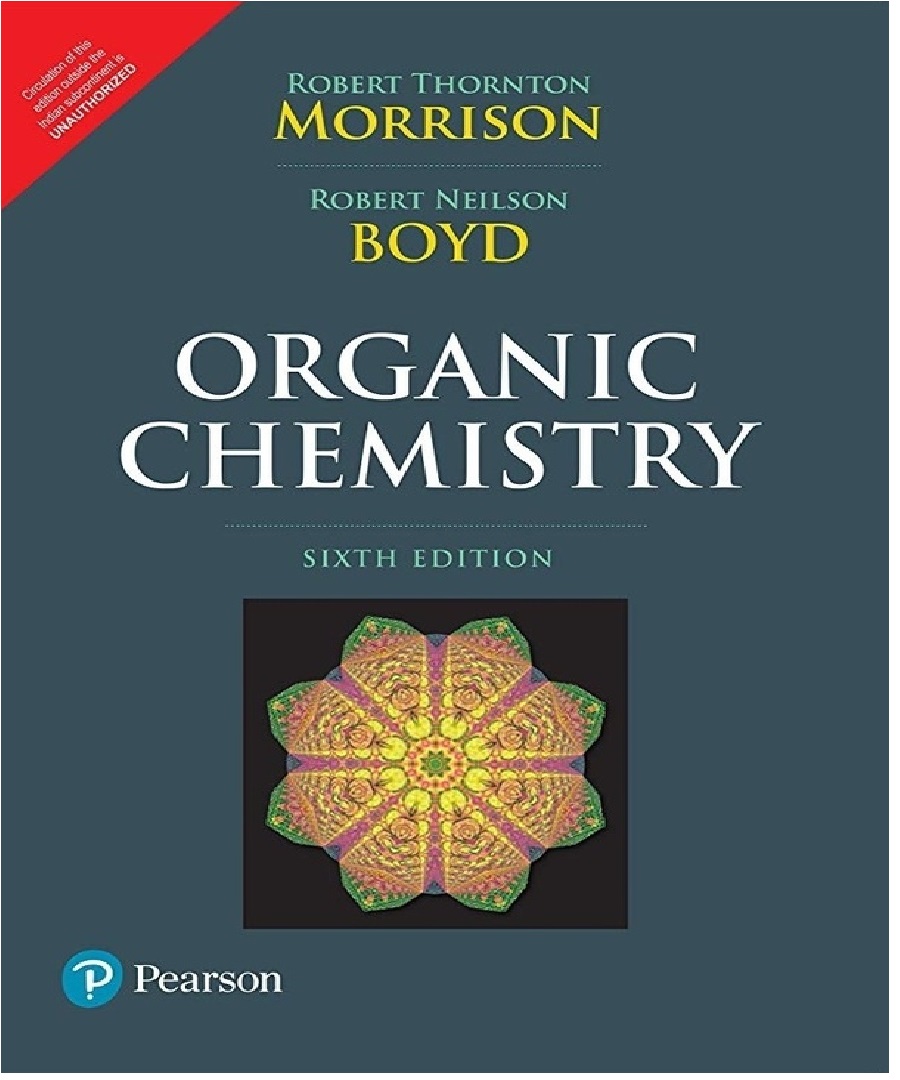 Circulation of this
edition outside the
Indian subcontinent is
UNAUTHORIZED
ROBERT THORNTON
MORRISON
ROBERT NEILSON
BOYD
ORGANIC
CHEMISTRY
SIXTH EDITION
Pearson